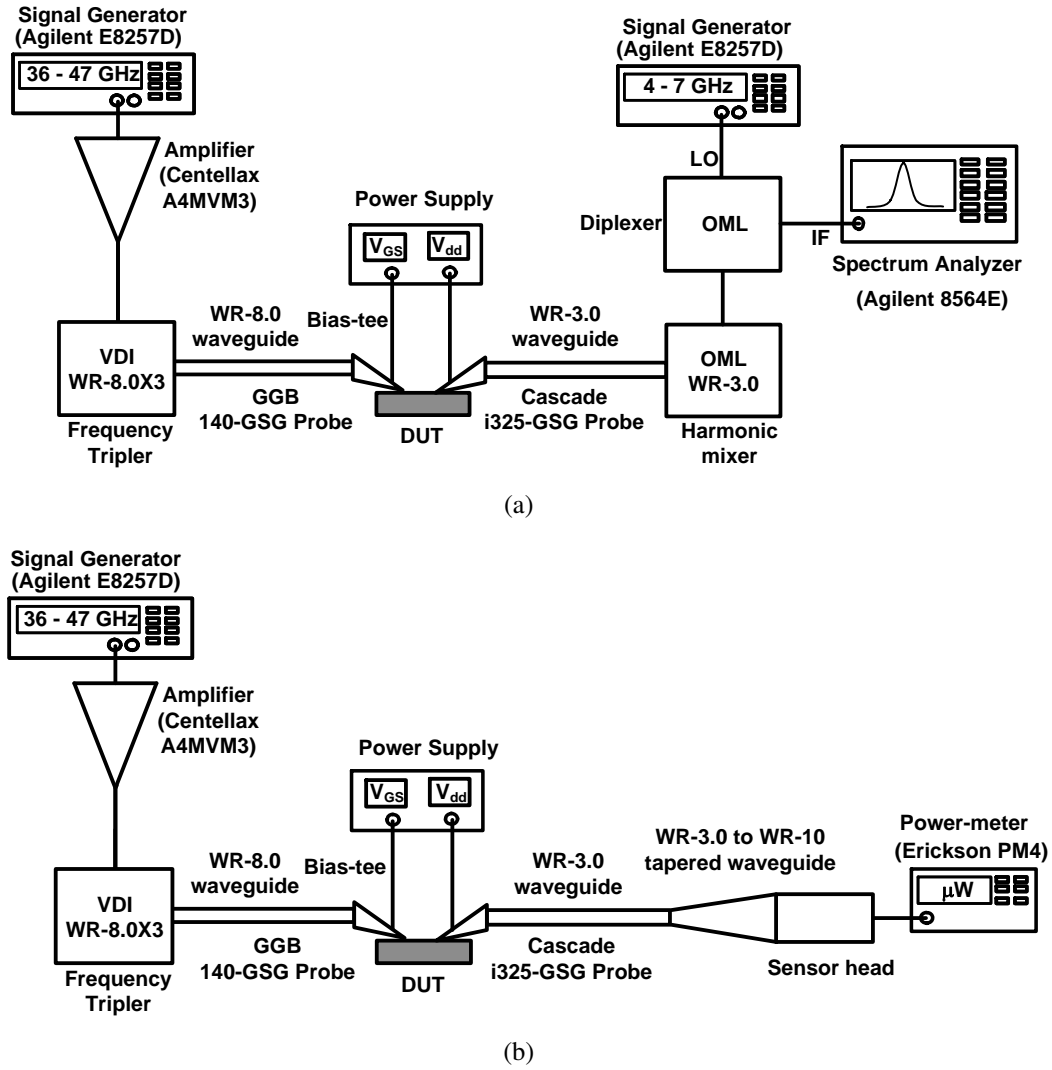 Signal Generator
(Agilent E8257D)
36 - 47 GHz
Amplifier
(Centellax
A4MVM3)
VDI
WR-8.0X3
Frequency
Tripler
WR-8.0
waveguide
GGB
140-GSG Probe
Power Supply
VGS
Vdd
Bias-tee
DUT
WR-3.0
waveguide
Cascade
i325-GSG Probe
Signal Generator
(Agilent E8257D)
4 - 7 GHz
LO
Diplexer
OML
IF
Spectrum Analyzer
(Agilent 8564E)
OML
WR-3.0
Harmonic
mixer
(a)
Signal Generator
(Agilent E8257D)
36 - 47 GHz
Amplifier
(Centellax
A4MVM3)
VDI
WR-8.0X3
Frequency
Tripler
WR-8.0
waveguide
GGB
140-GSG Probe
Power Supply
VGS
Vdd
Bias-tee
DUT
WR-3.0
waveguide
Cascade
i325-GSG Probe
WR-3.0 to WR-10
tapered waveguide
Sensor head
Power-meter
(Erickson PM4)
μW
(b)